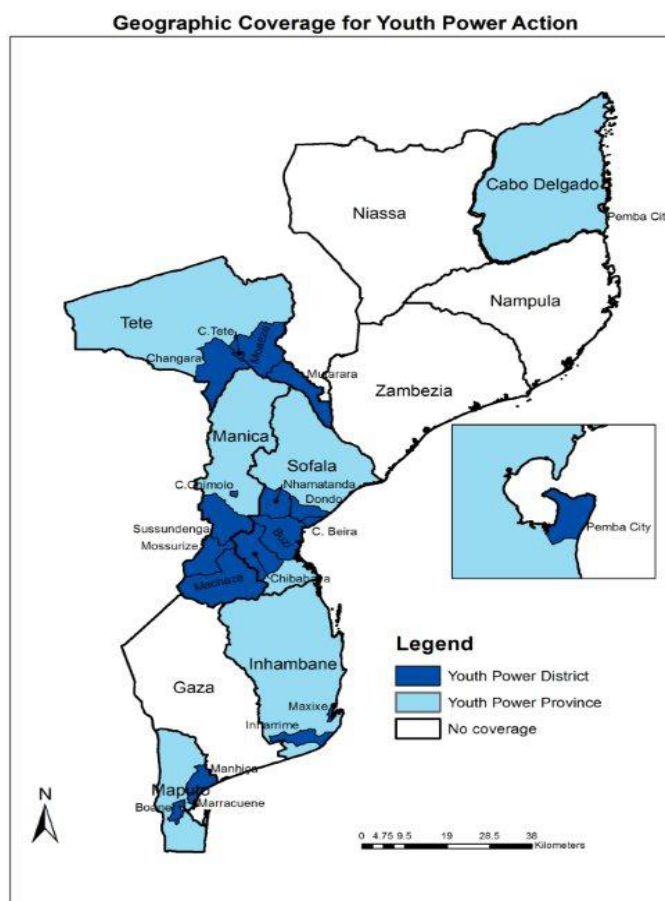 Geographic Coverage for Youth Power Action
Cabo Delgado
Niassa
Pemba City
Nampula
Tete
C.Tete
Moatize
Changara
Mutarara
Zambezia
Manica
Sofala
C.Chimoio
Nhamatanda
Dondo
Sussundenga
C. Beira
Buzi
Mossurize
Machaze
Chibabava
Pemba City
Inhambane
Gaza
Maxixe
Inharrime
Manhiça
Maputo
Boane
Marracuene
N
Legend
Youth Power District
Youth Power Province
No coverage
0 4.75 9.5 19 28.5 38
Kilometers